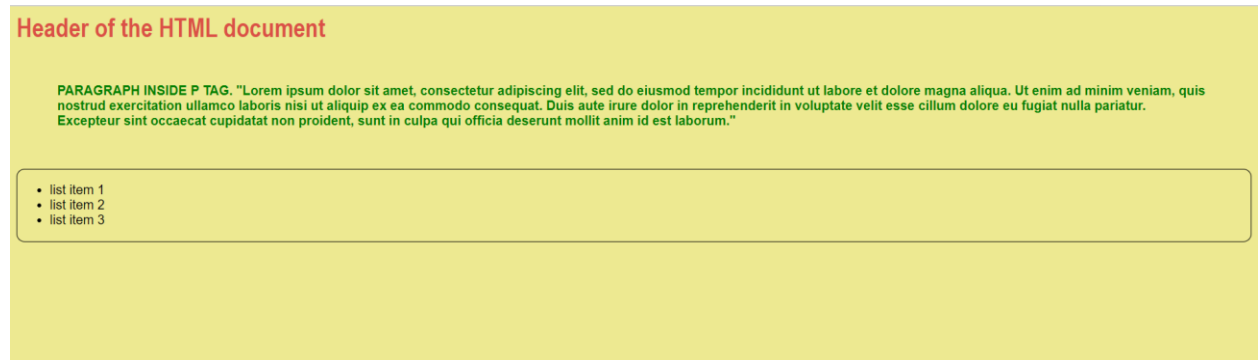 Header of the HTML document
PARAGRAPH INSIDE P TAG. "Lorem ipsum dolor sit amet, consectetur adipiscing elit, sed do eiusmod tempor incididunt ut labore et dolore magna aliqua. Ut enim ad minim veniam, quis
nostrud exercitation ullamco laboris nisi ut aliquip ex ea commodo consequat. Duis aute irure dolor in reprehenderit in voluptate velit esse cillum dolore eu fugiat nulla pariatur.
Excepteur sint occaecat cupidatat non proident, sunt in culpa qui officia deserunt mollit anim id est laborum."
• list item 1
• list item 2
• list item 3